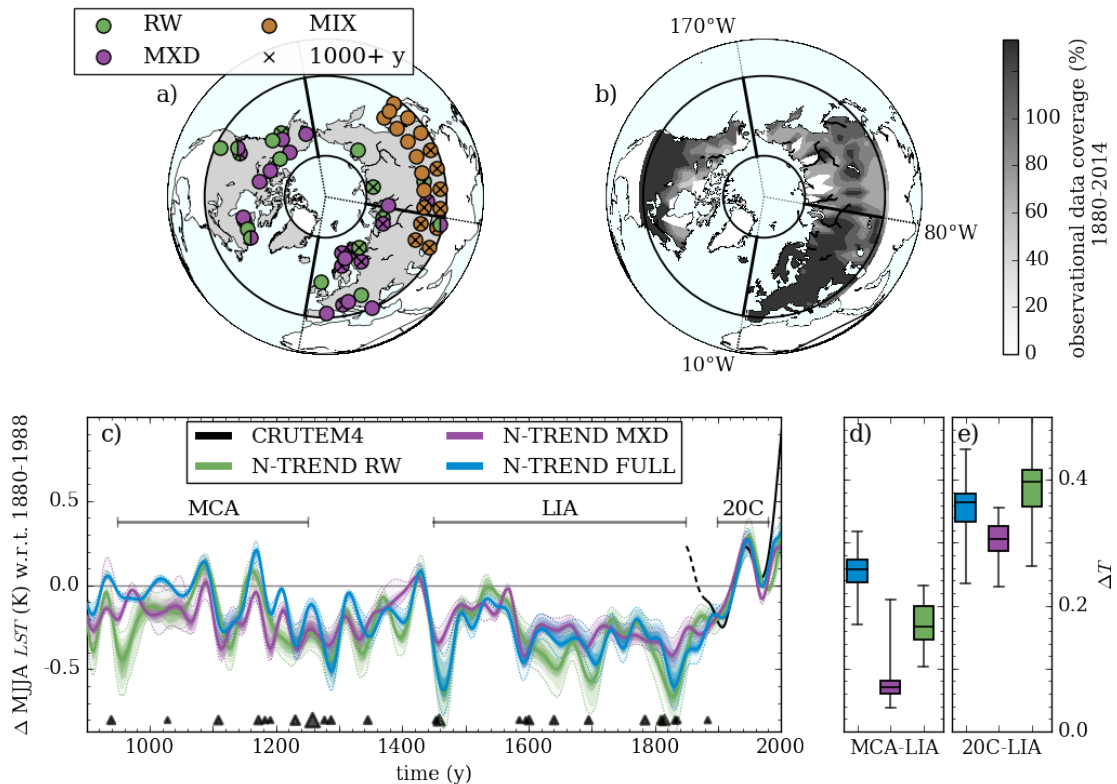 RW MIX
MXD 1000+ y
a)
170°W
b)
80°W
10°W
100
80
60
40
20
0
observational data coverage (%)
1880-2014
c)
CRUTEM4 N-TREND MXD
N-TREND RW N-TREND FULL
MCA LIA 20C
0.5
0.0
-0.5
Δ MJJA LST (K) w.r.t. 1880-1988
1000 1200 1400 1600 1800 2000
time (y)
d) e)
0.4
0.2
0.0
ΔT
MCA-LIA 20C-LIA